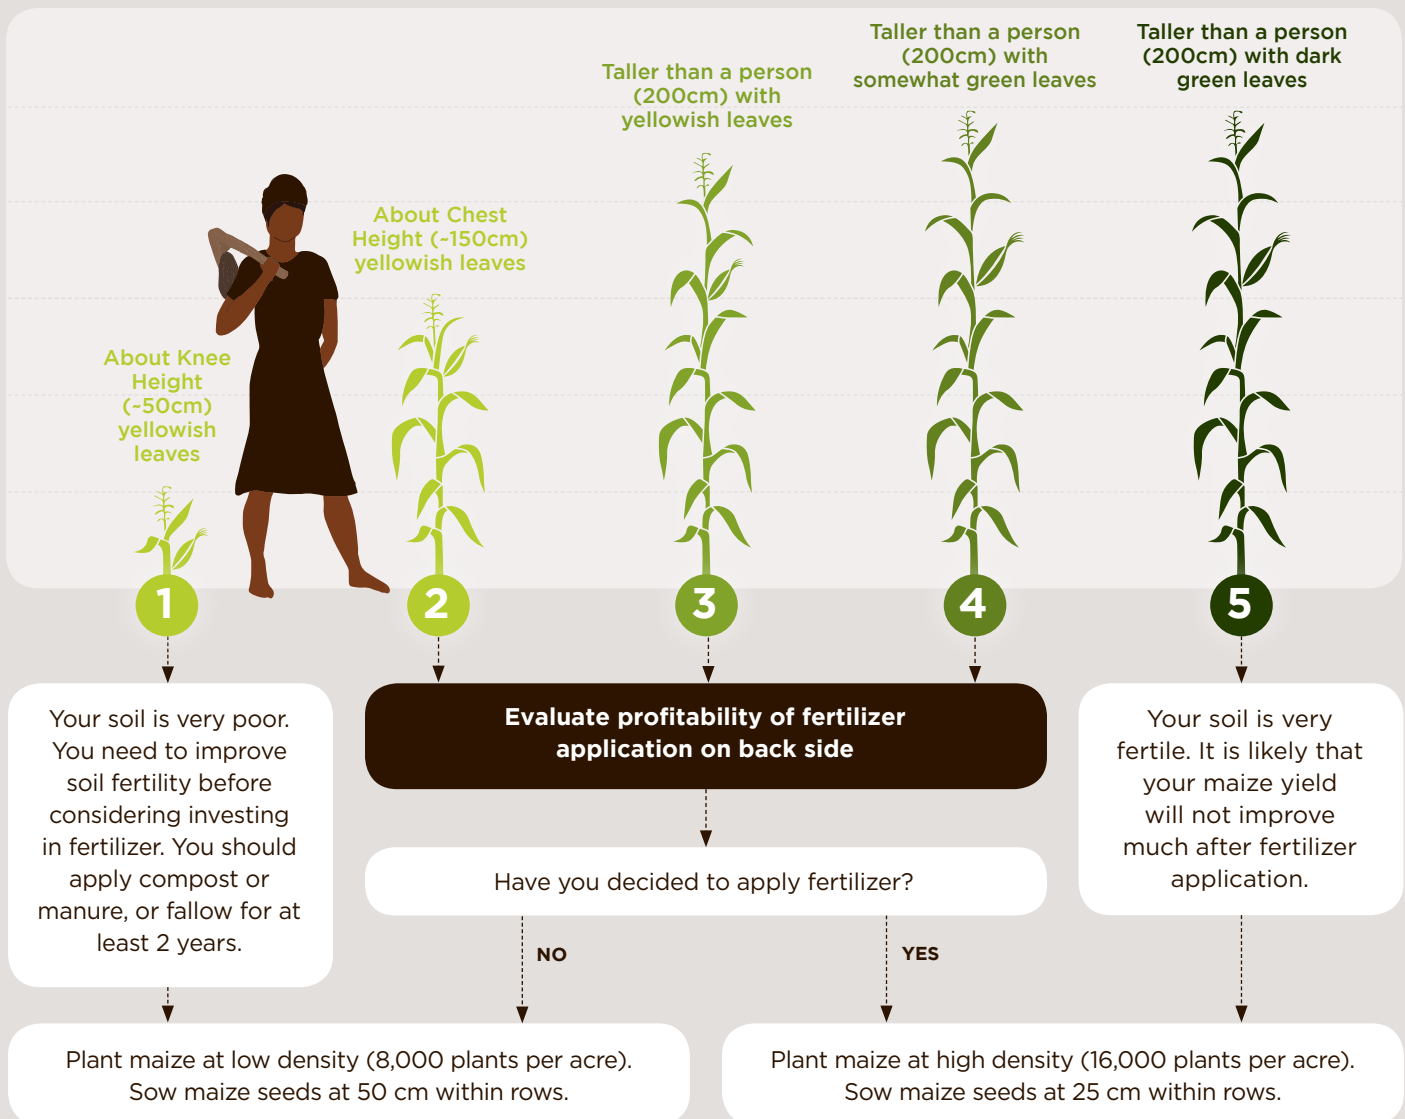 About Knee
Height
(~50cm)
yellowish
leaves
About Chest
Height (~150cm)
yellowish leaves
Taller than a person
(200cm) with
yellowish leaves
Taller than a person
(200cm) with
somewhat green leaves
Taller than a person
(200cm) with dark
green leaves
1
2
3
4
5
Your soil is very poor.
You need to improve
soil fertility before
considering investing
in fertilizer. You should
apply compost or
manure, or fallow for at
least 2 years.
Evaluate profitability of fertilizer
application on back side
Your soil is very
fertile. It is likely that
your maize yield
will not improve
much after fertilizer
application.
Have you decided to apply fertilizer?
NO
YES
Plant maize at low density (8,000 plants per acre).
Sow maize seeds at 50 cm within rows.
Plant maize at high density (16,000 plants per acre).
Sow maize seeds at 25 cm within rows.